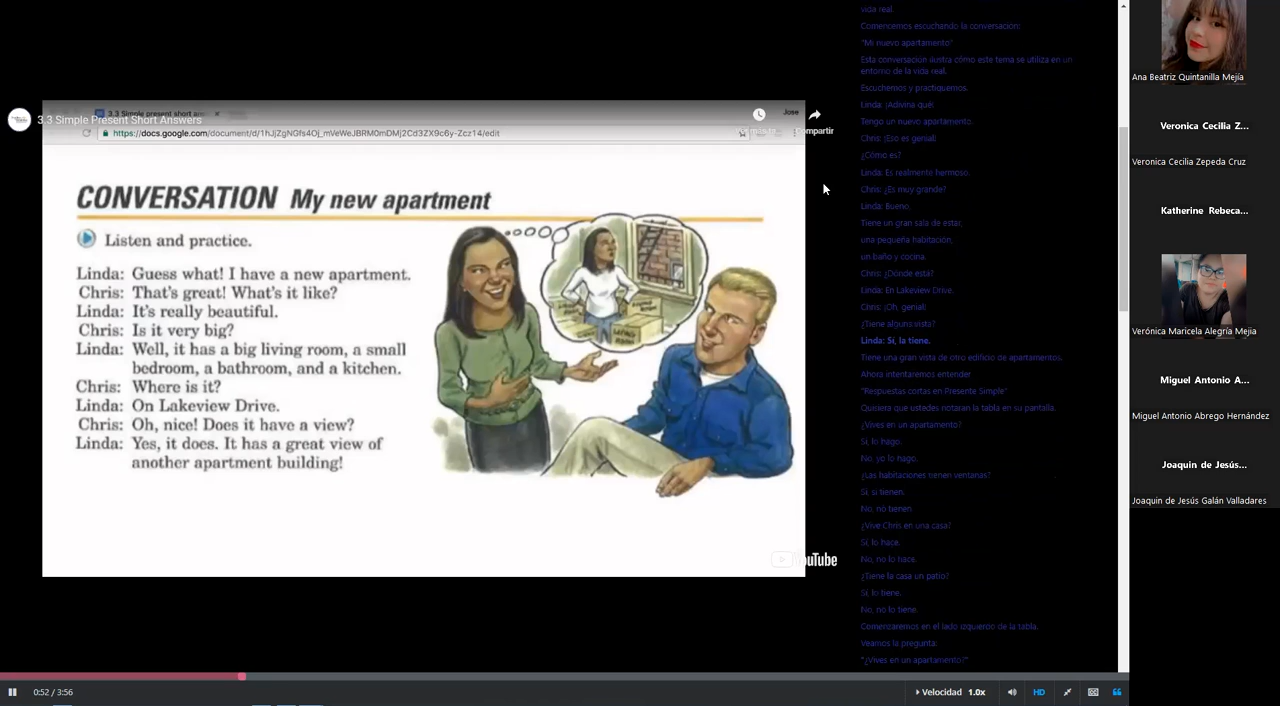 3.3 Simple Present Short Answers
3.3 Simple present short ans
Jose
https://docs.google.com/document/d/1hJjZgNGfs4Oj_mVeWeJBRM0mDMj2Cd3ZX9c6y-Zcz14/edit
Compartir
CONVERSATION My new apartment
Listen and practice.
Linda: Guess what! I have a new apartment.
Chris: That's great! What's it like?
Linda: It's really beautiful.
Chris: Is it very big?
Linda: Well, it has a big living room, a small
bedroom, a bathroom, and a kitchen.
Chris: Where is it?
Linda: On Lakeview Drive.
Chris: Oh, nice! Does it have a view?
Linda: Yes, it does. It has a great view of
another apartment building!
YouTube
0:52 / 3:56
Velocidad 1.0x
HD
vida real.
Comencemos escuchando la conversación:
"Mi nuevo apartamento"
Esta conversación ilustra cómo este tema se utiliza en un
entorno de la vida real.
Escuchemos y practiquemos.
Linda: ¡Adivina qué!
Tengo un nuevo apartamento.
Chris: ¡Eso es genial!
¿Cómo es?
Linda: Es realmente hermoso.
Chris: ¿Es muy grande?
Linda: Bueno,
Tiene un gran sala de estar,
una pequeña habitación,
un baño y cocina.
Chris: ¿Dónde está?
Linda: En Lakeview Drive.
Chris: ¡Oh, genial!
¿Tiene alguns vista?
Linda: Sí, la tiene.
Tiene una gran vista de otro edificio de apartamentos.
Ahora intentaremos entender
"Respuestas cortas en Presente Simple"
Quisiera que ustedes notaran la tabla en su pantalla.
¿Vives en un apartamento?
Sí, lo hago.
No, yo lo hago.
¿Las habitaciones tienen ventanas"
Sí, sí tienen.
No, no tienen
¿Vive Chris en una casa?
Sí, lo hace.
No, no lo hace.
¿Tiene la casa un patio?
Sí, lo tiene.
No, no lo tiene.
Comenzaremos en el lado izquierdo de la tabla.
Veamos la pregunta:
"¿Vives en un apartamento?"
Ana Beatriz Quintanilla Mejía
Veronica Cecilia Z...
Veronica Cecilia Zepeda Cruz
Katherine Rebeca...
Verónica Maricela Alegría Mejia
Miguel Antonio A...
Miguel Antonio Abrego Hernández
Joaquin de Jesús...
Joaquin de Jesús Galán Valladares